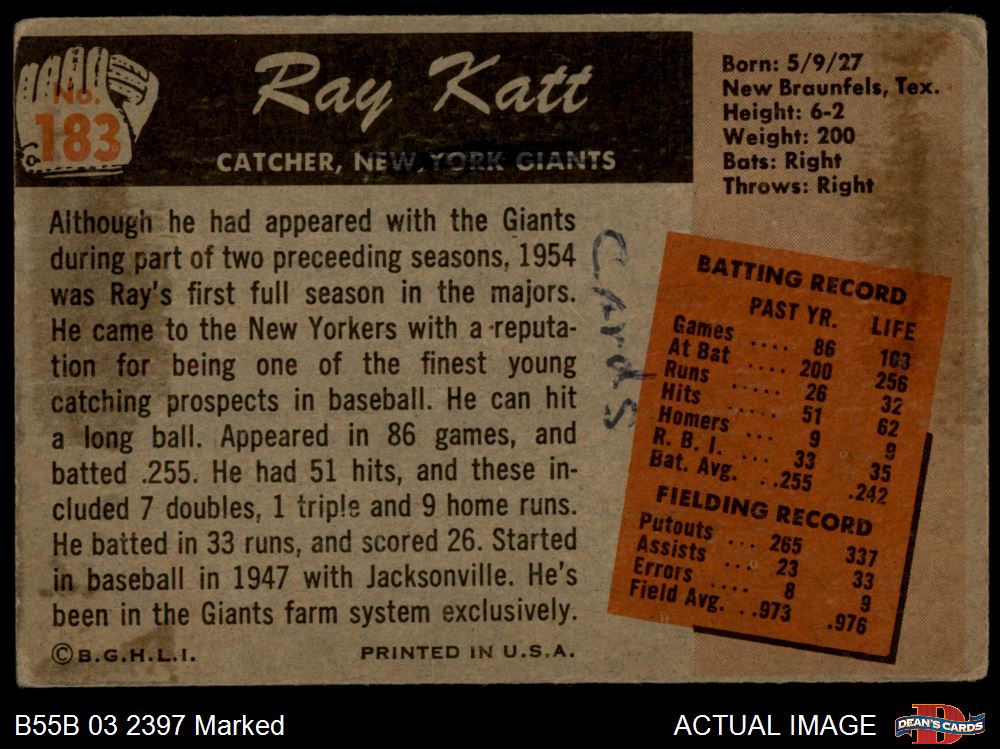 No.
183
Ray Katt
CATCHER, NEW YORK GIANTS
Born: 5/9/27
New Braunfels, Tex.
Height: 6-2
Weight: 200
Bats: Right
Throws: Right
Although he had appeared with the Giants
during part of two preceeding seasons, 1954
was Ray's first full season in the majors.
He came to the New Yorkers with a reputa-
tion for being one of the finest young
catching prospects in baseball. He can hit
a long ball. Appeared in 86 games, and
batted .255. He had 51 hits, and these in-
cluded 7 doubles, 1 triple and 9 home runs.
He batted in 33 runs, and scored 26. Started
in baseball in 1947 with Jacksonville. He's
been in the Giants farm system exclusively.
©B.G.H.L.I. PRINTED IN U.S.A.
Cards
BATTING RECORD
PAST YR. LIFE
Games .... 86 163
At Bat .... 200 256
Runs ..... 26 32
Hits ..... 51 62
Homers ... 9 9
R. B. I. ... 33 35
Bat. Avg. ..255 .242
FIELDING RECORD
Putouts ... 265 337
Assists ... 23 33
Errors .... 8 9
Field Avg. ..973 .976
B55B 03 2397 Marked
ACTUAL IMAGE
DEAN'S CARDS